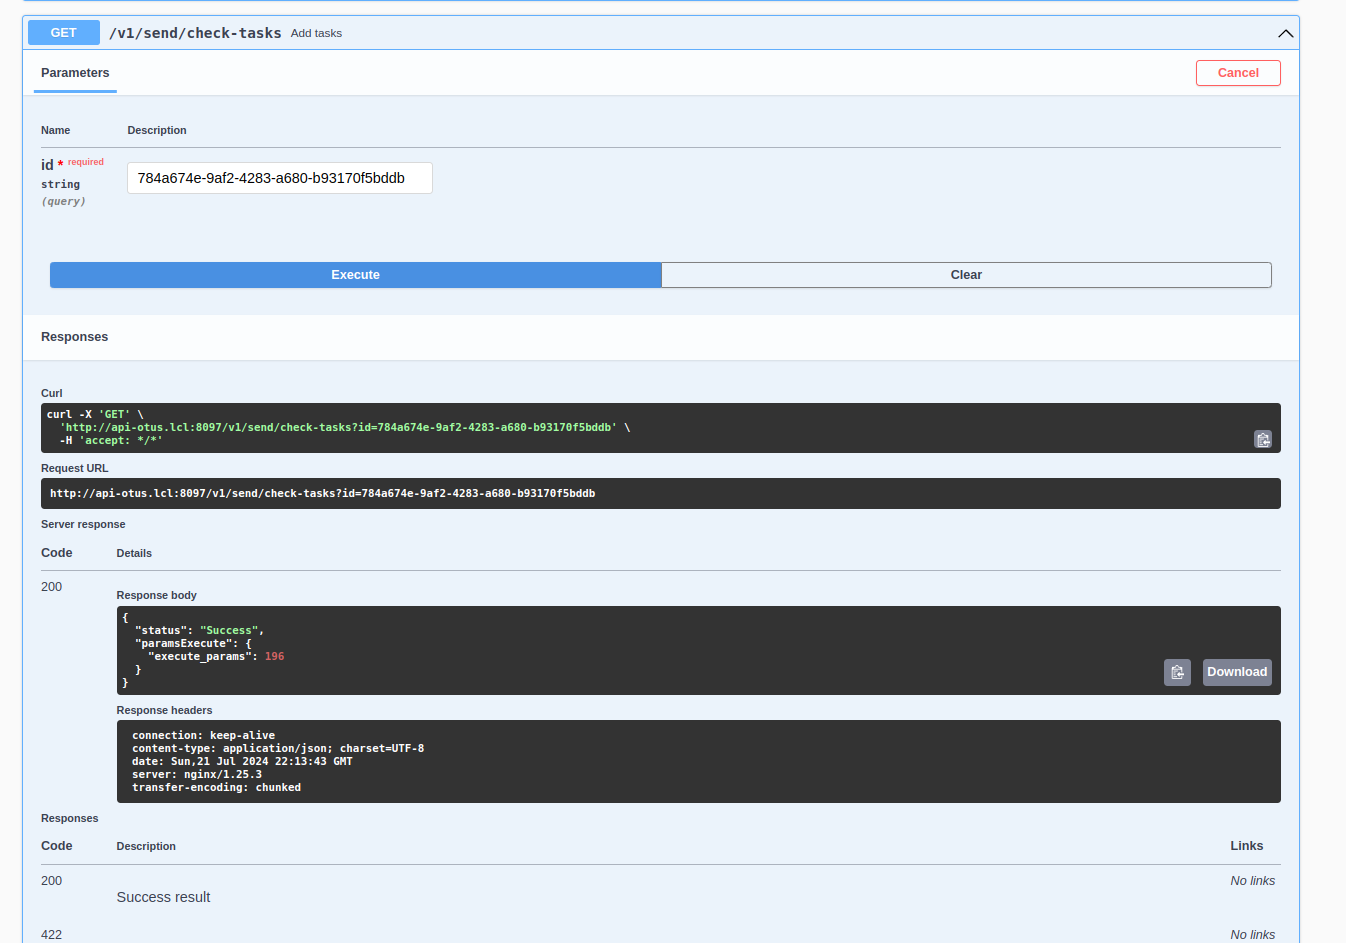 GET /v1/send/check-tasks Add tasks
Parameters
Cancel
Name Description
id * required
string
(query)
784a674e-9af2-4283-a680-b93170f5bddb
Execute Clear
Responses
Curl
curl -X 'GET' \
'http://api-otus.lcl:8097/v1/send/check-tasks?id=784a674e-9af2-4283-a680-b93170f5bddb' \
-H 'accept: */*'
Request URL
http://api-otus.lcl:8097/v1/send/check-tasks?id=784a674e-9af2-4283-a680-b93170f5bddb
Server response
Code Details
200
Response body
{
"status": "Success",
"paramsExecute": {
"execute_params": 196
}
}
Download
Response headers
connection: keep-alive
content-type: application/json; charset=UTF-8
date: Sun,21 Jul 2024 22:13:43 GMT
server: nginx/1.25.3
transfer-encoding: chunked
Responses
Code Description Links
200 No links
Success result
422 No links